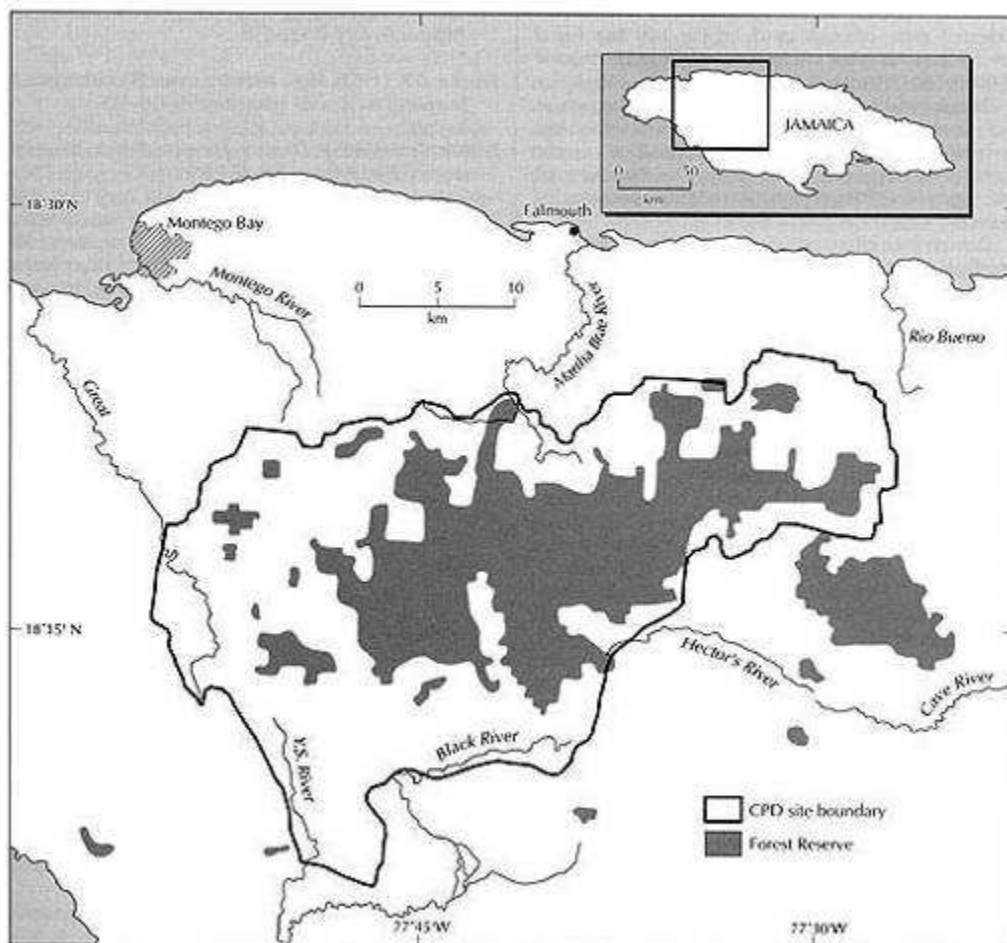 JAMAICA
0 50
km
18°30'N
Montego Bay
Falmouth
Montego River
0 5 10
km
Martha Brae River
Rio Bueno
Great
18°15' N
Hector's River
Cave River
Y.S. River
Black River
CPD site boundary
Forest Reserve
77°45'W
77°30'W